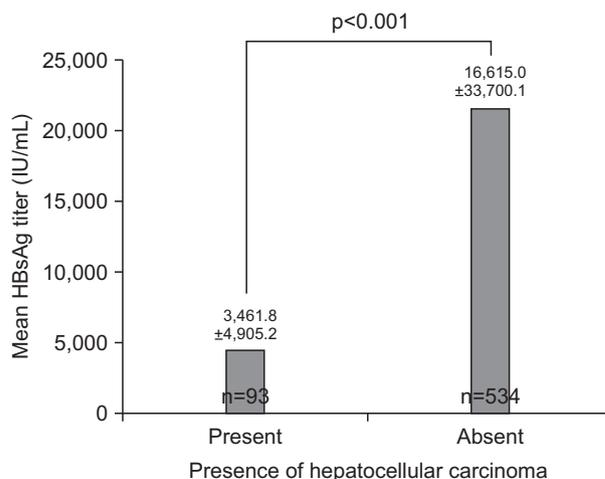 p<0.001
Mean HBsAg titer (IU/mL)
25,000
20,000
15,000
10,000
5,000
0
16,615.0
±33,700.1
3,461.8
±4,905.2
n=93
n=534
Present
Absent
Presence of hepatocellular carcinoma